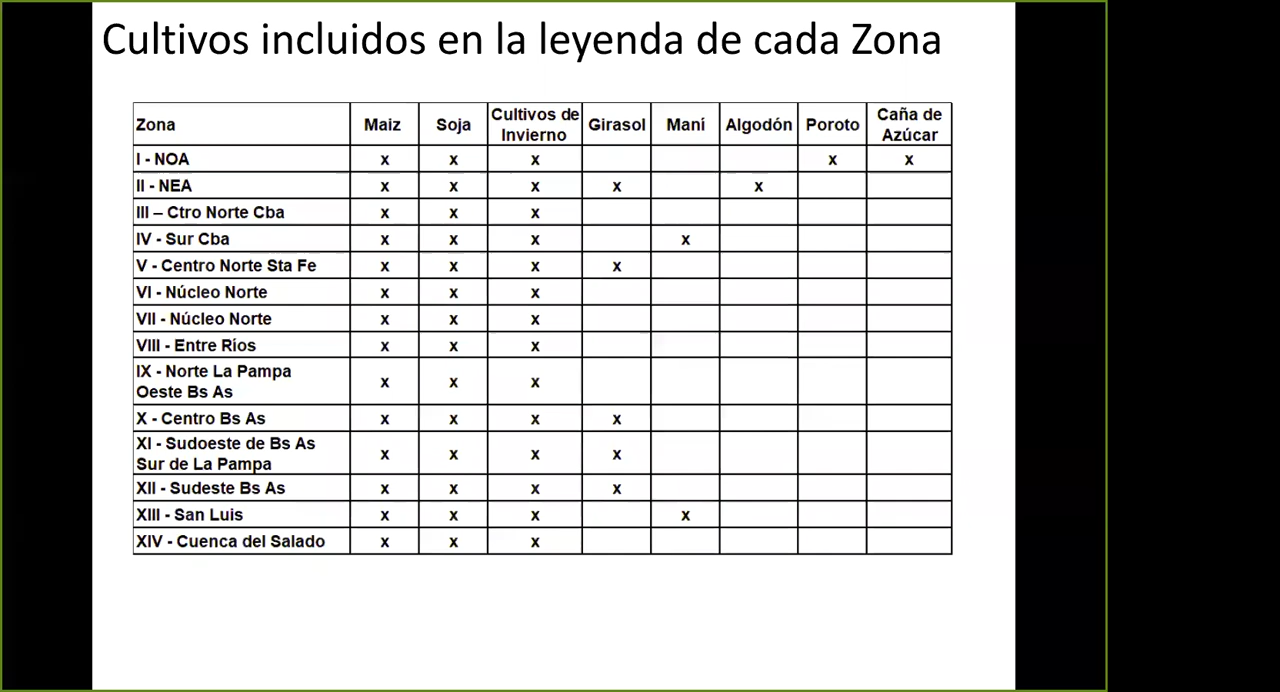 Cultivos incluidos en la leyenda de cada Zona
Zona Maiz Soja Cultivos de Invierno Girasol Maní Algodón Poroto Caña de Azúcar
I - NOA x x x x x
II - NEA x x x x x
III – Ctro Norte Cba x x x
IV - Sur Cba x x x x
V - Centro Norte Sta Fe x x x x
VI - Núcleo Norte x x x
VII - Núcleo Norte x x x
VIII - Entre Ríos x x x
IX - Norte La Pampa
Oeste Bs As x x x
X - Centro Bs As x x x x
XI - Sudoeste de Bs As
Sur de La Pampa x x x x
XII - Sudeste Bs As x x x x
XIII - San Luis x x x x
XIV - Cuenca del Salado x x x